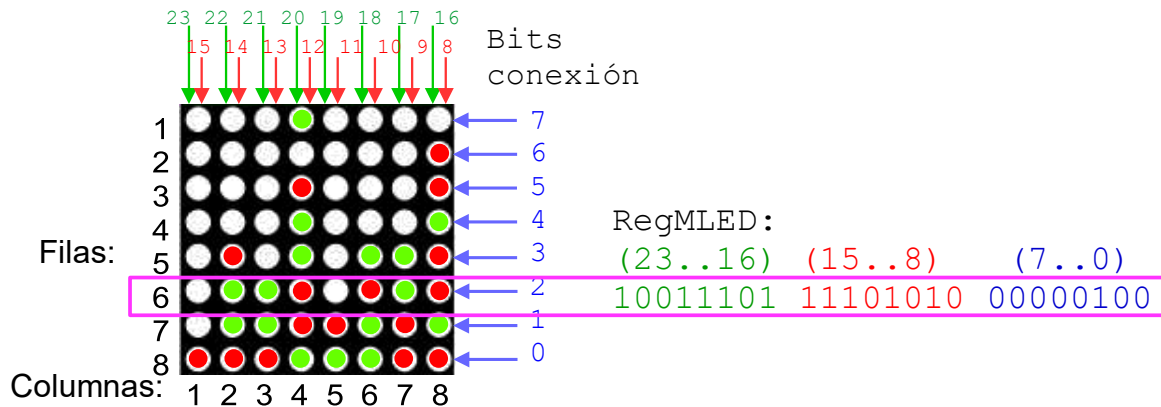 23 22 21 20 19 18 17 16
15 14 13 12 11 10 9 8
Bits
conexión
1 7
2 6
3 5
4 4
RegMLED:
Filas:
5 3
(23..16) (15..8) (7..0)
6 2
10011101 11101010 00000100
7 1
8 0
Columnas: 1 2 3 4 5 6 7 8